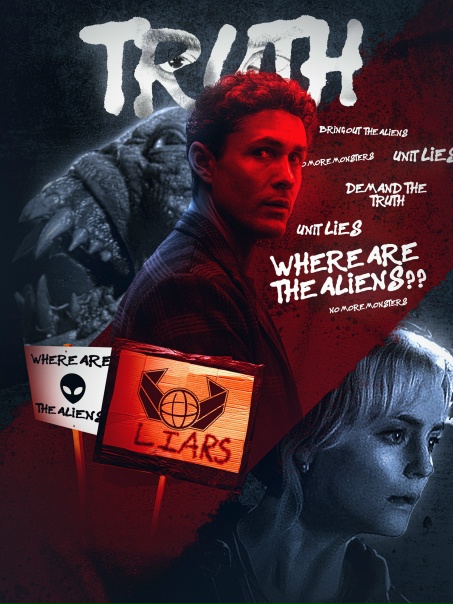 TRUTH
BRING OUT THE ALIENS
O MORE MONSTERS
UNIT LIES
DEMAND THE
TRUTH
UNIT LIES
WHERE ARE
THE ALIENS??
NO MORE MONSTERS
WHERE ARE
THE ALIENS
LIARS